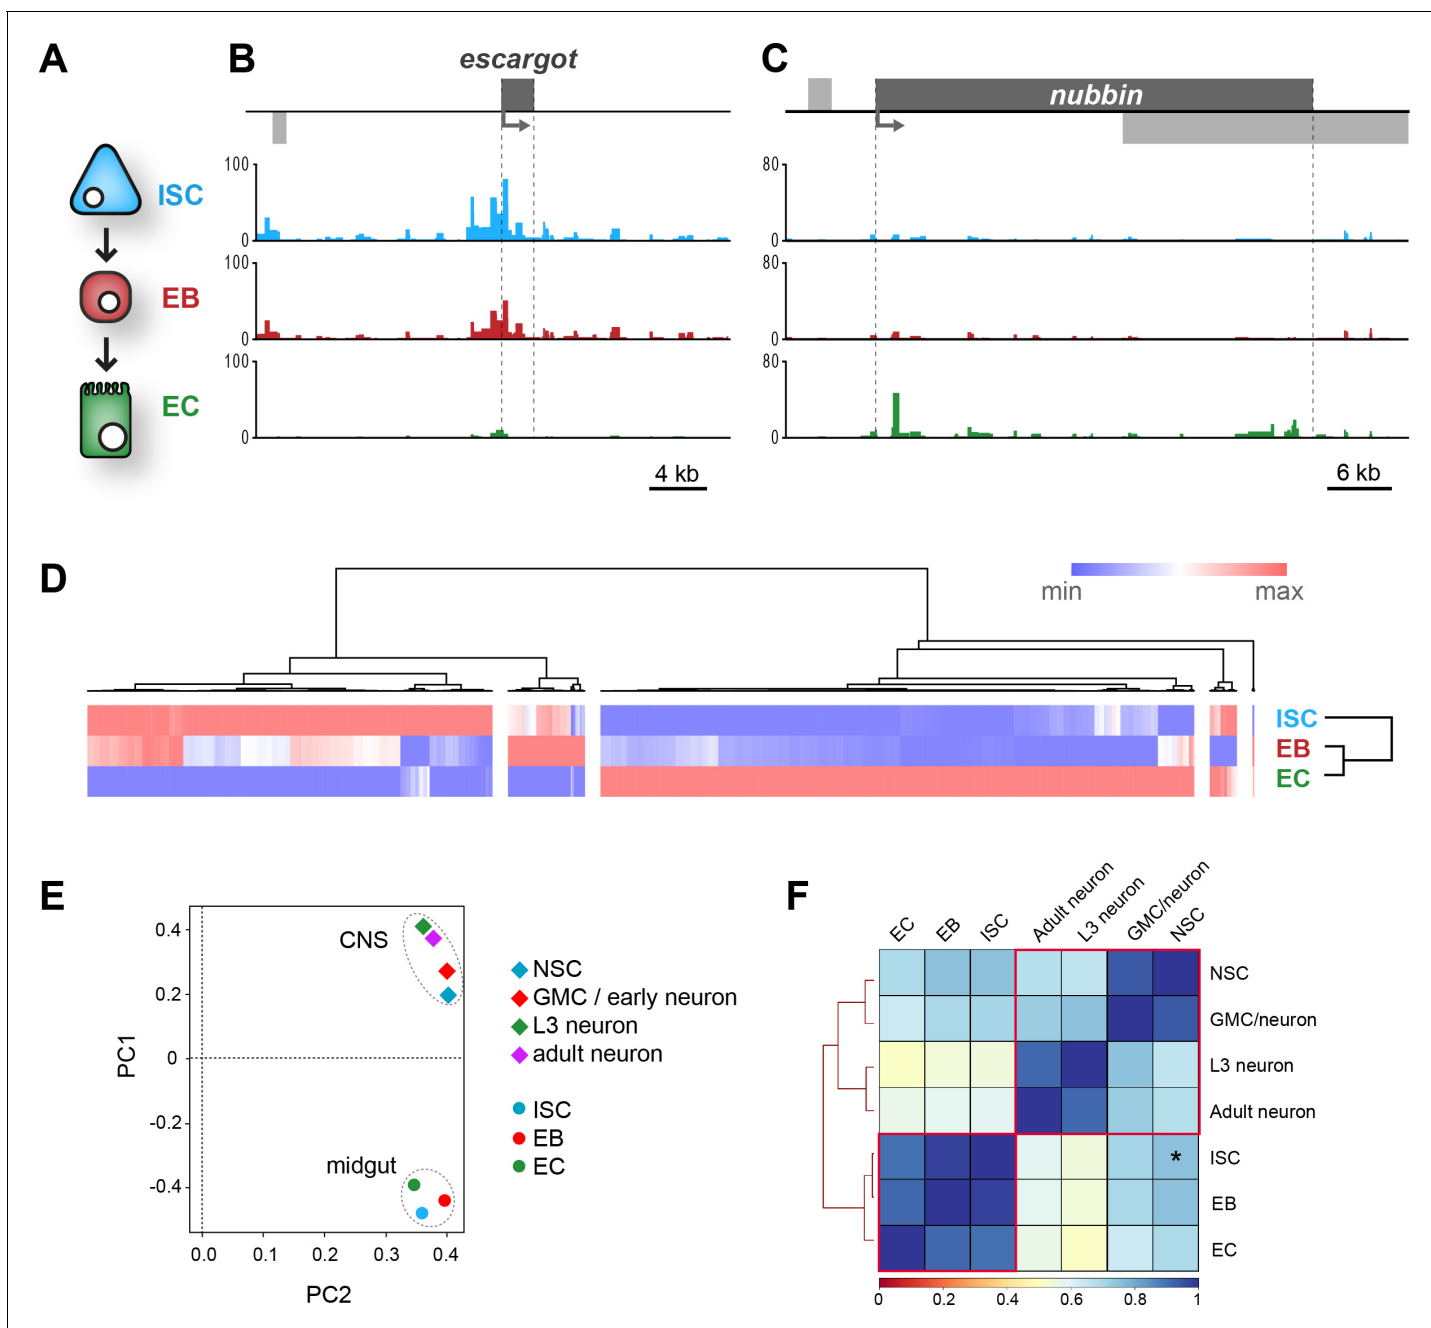 A
B
escargot
C
nubbin
ISC
EB
EC
100
0
100
0
100
0
4 kb
80
0
80
0
80
0
6 kb
D
min
max
ISC
EB
EC
E
PC1
0.4
0.2
0
-0.2
-0.4
CNS
midgut
0.0
0.1
0.2
0.3
0.4
PC2
NSC
GMC / early neuron
L3 neuron
adult neuron
ISC
EB
EC
F
EC
EB
ISC
Adult neuron
L3 neuron
GMC/neuron
NSC
NSC
GMC/neuron
L3 neuron
Adult neuron
ISC
*
EB
EC
0
0.2
0.4
0.6
0.8
1